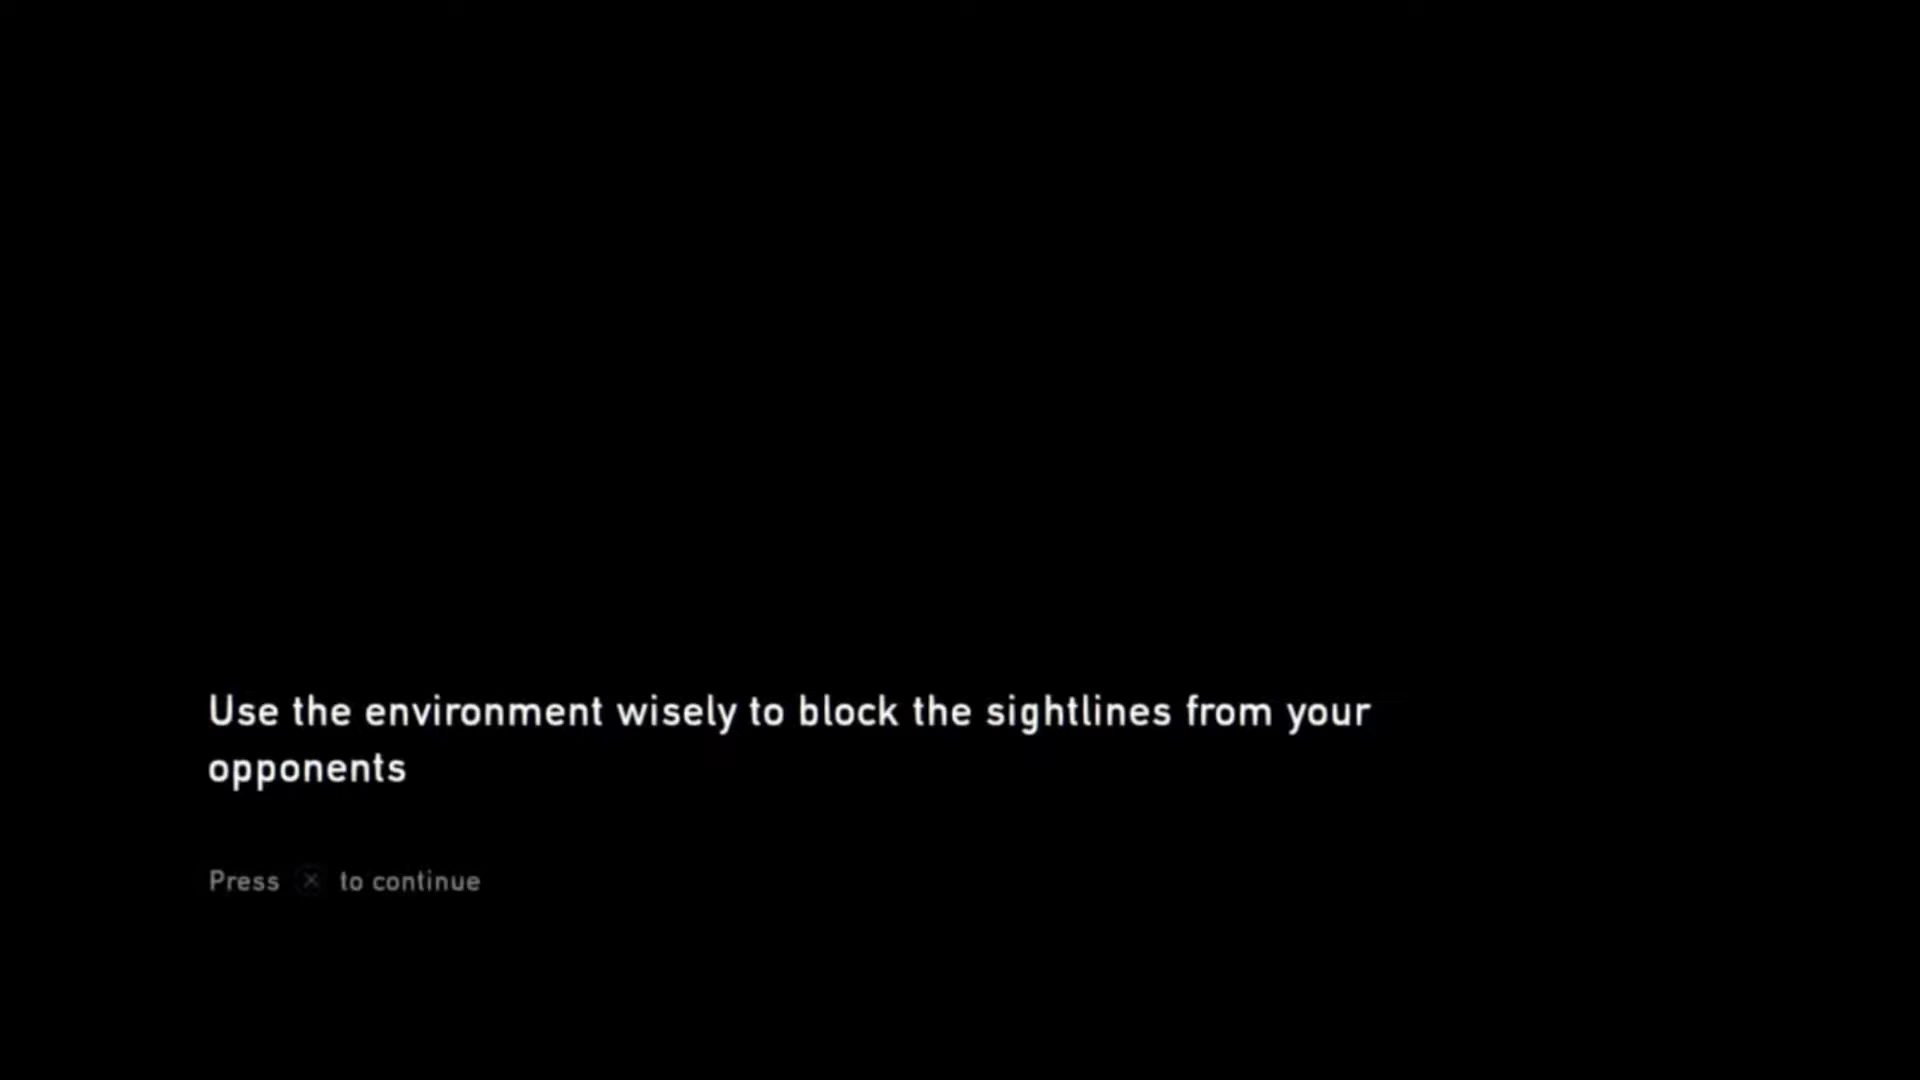 Use the environment wisely to block the sightlines from your
opponents
Press ⓧ to continue